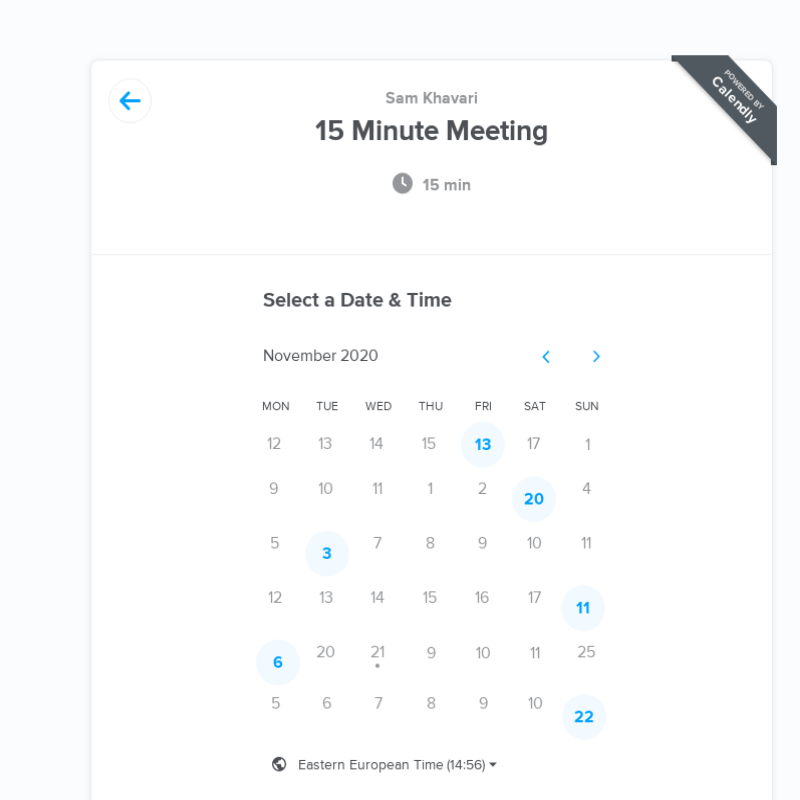 POWERED BY
Calendly
Sam Khavari
15 Minute Meeting
15 min
Select a Date & Time
November 2020
MON TUE WED THU FRI SAT SUN
12 13 14 15 13 17 1
9 10 11 1 2 20 4
5 3 7 8 9 10 11
12 13 14 15 16 17 11
6 20 21 9 10 11 25
5 6 7 8 9 10 22
Eastern European Time (14:56)